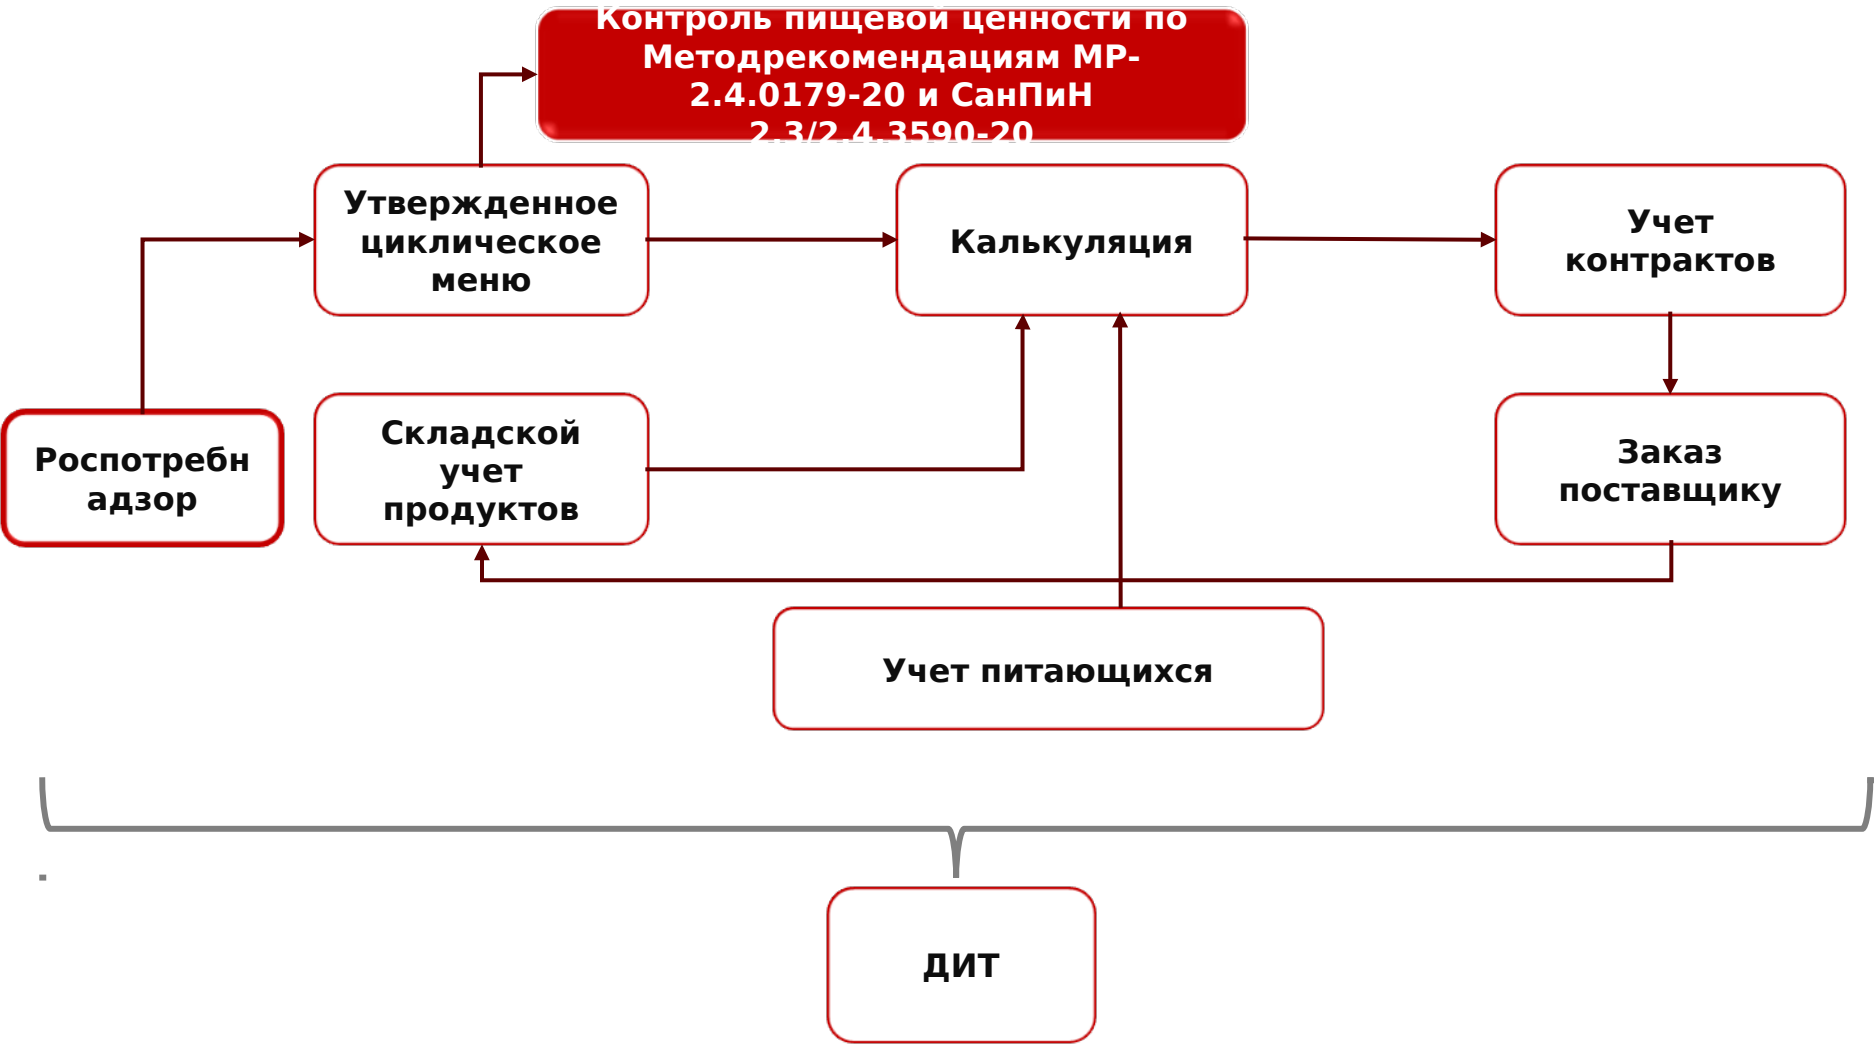 Контроль пищевой ценности по
Методрекомендациям МР-
2.4.0179-20 и СанПиН
2.3/2.4.3590-20
Утвержденное
циклическое
меню
Калькуляция
Учет
контрактов
Роспотребн
адзор
Складской
учет
продуктов
Заказ
поставщику
Учет питающихся
ДИТ